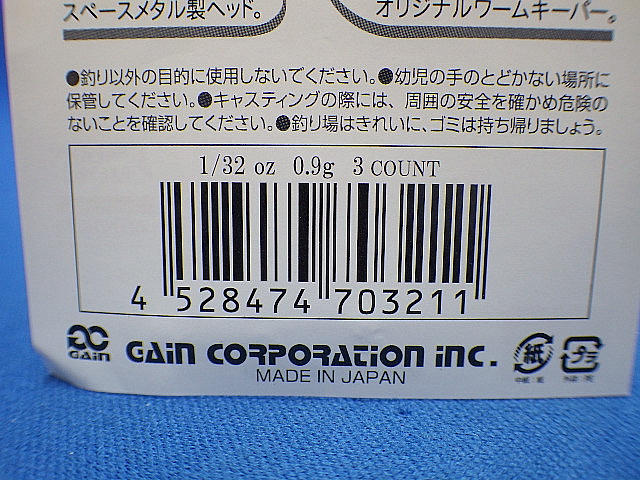 スペースメタル製ヘッド。
オリジナルワームキーパー。
●釣り以外の目的に使用しないでください。●幼児の手のとどかない場所に
保管してください。●キャスティングの際には、周囲の安全を確かめ危険の
ないことを確認してください。●釣り場はきれいに、ゴミは持ち帰りましょう。
1/32 oz 0.9g 3 COUNT
4 528474 703211
GAIN
GAIN CORPORATION INC.
MADE IN JAPAN
紙
プラ